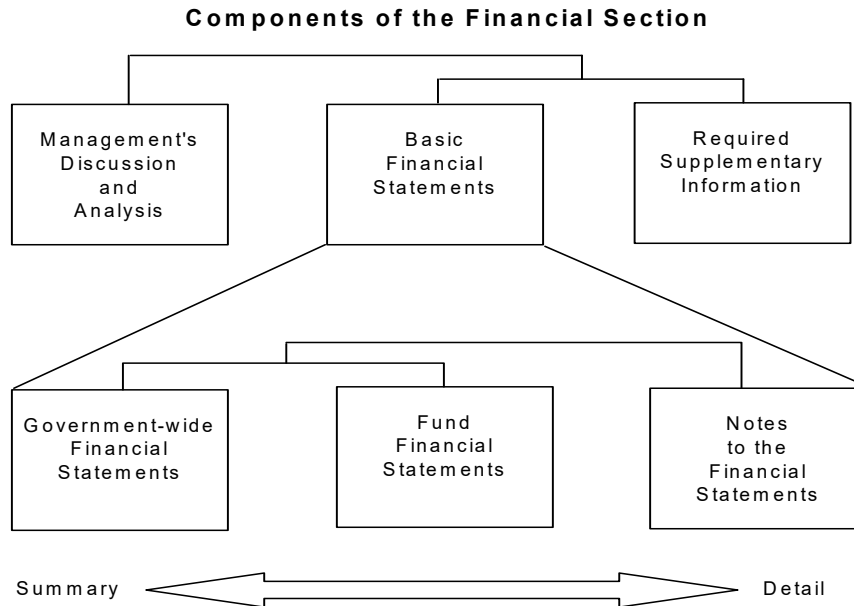 Components of the Financial Section
Management's
Discussion
and
Analysis
Basic
Financial
Statements
Required
Supplementary
Information
Government-wide
Financial
Statements
Fund
Financial
Statements
Notes
to the
Financial
Statements
Summary
Detail